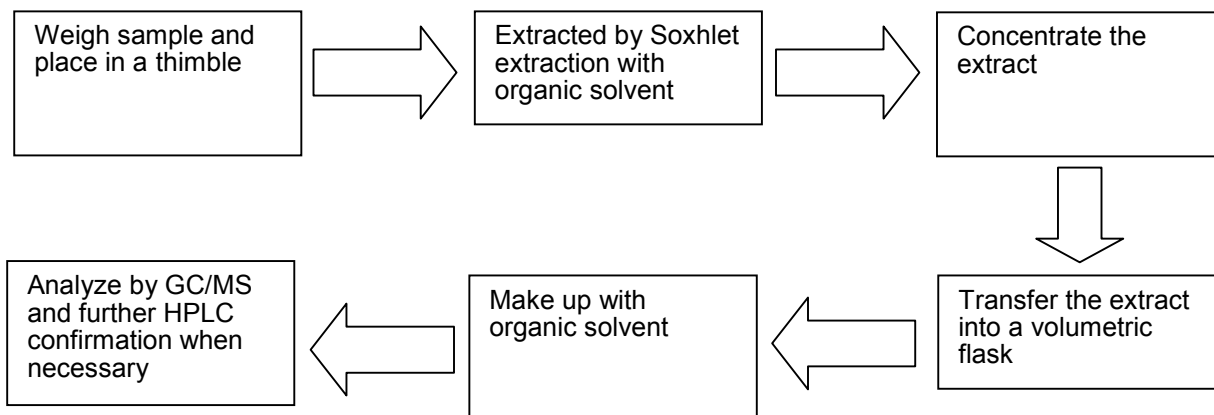 Weigh sample and
place in a thimble
Extracted by Soxhlet
extraction with
organic solvent
Concentrate the
extract
Transfer the extract
into a volumetric
flask
Make up with
organic solvent
Analyze by GC/MS
and further HPLC
confirmation when
necessary